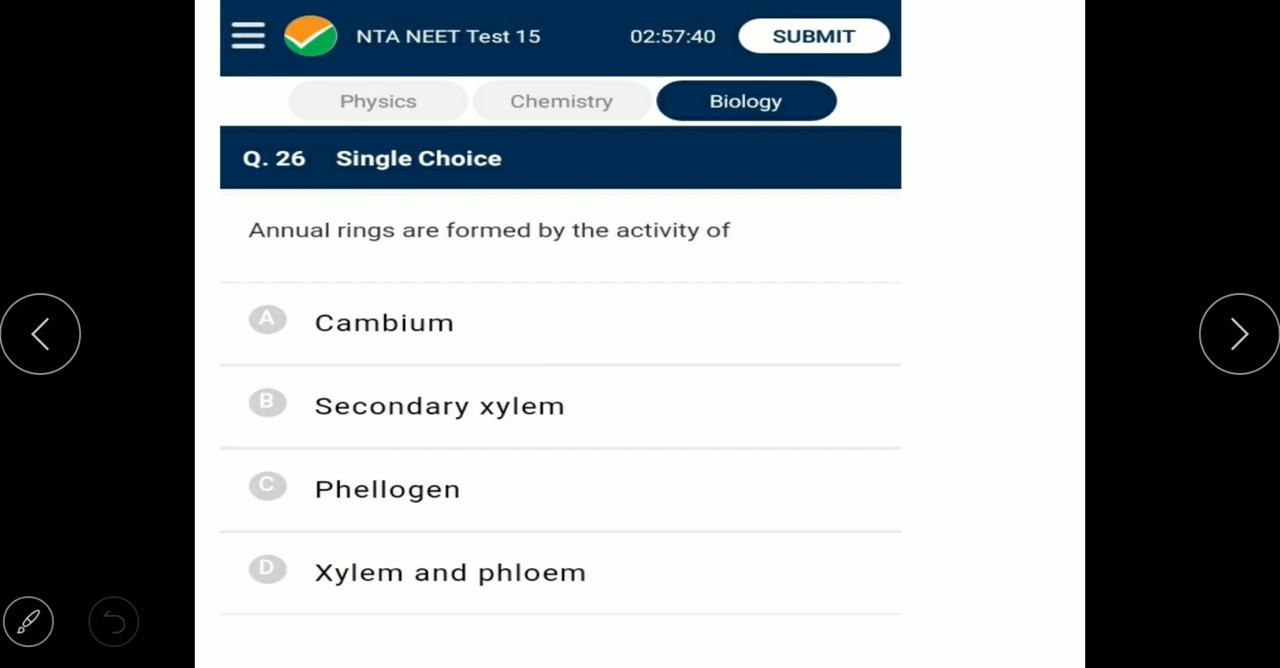 NTA NEET Test 15 02:57:40 SUBMIT
Physics Chemistry Biology
Q. 26 Single Choice
Annual rings are formed by the activity of
A Cambium
B Secondary xylem
C Phellogen
D Xylem and phloem